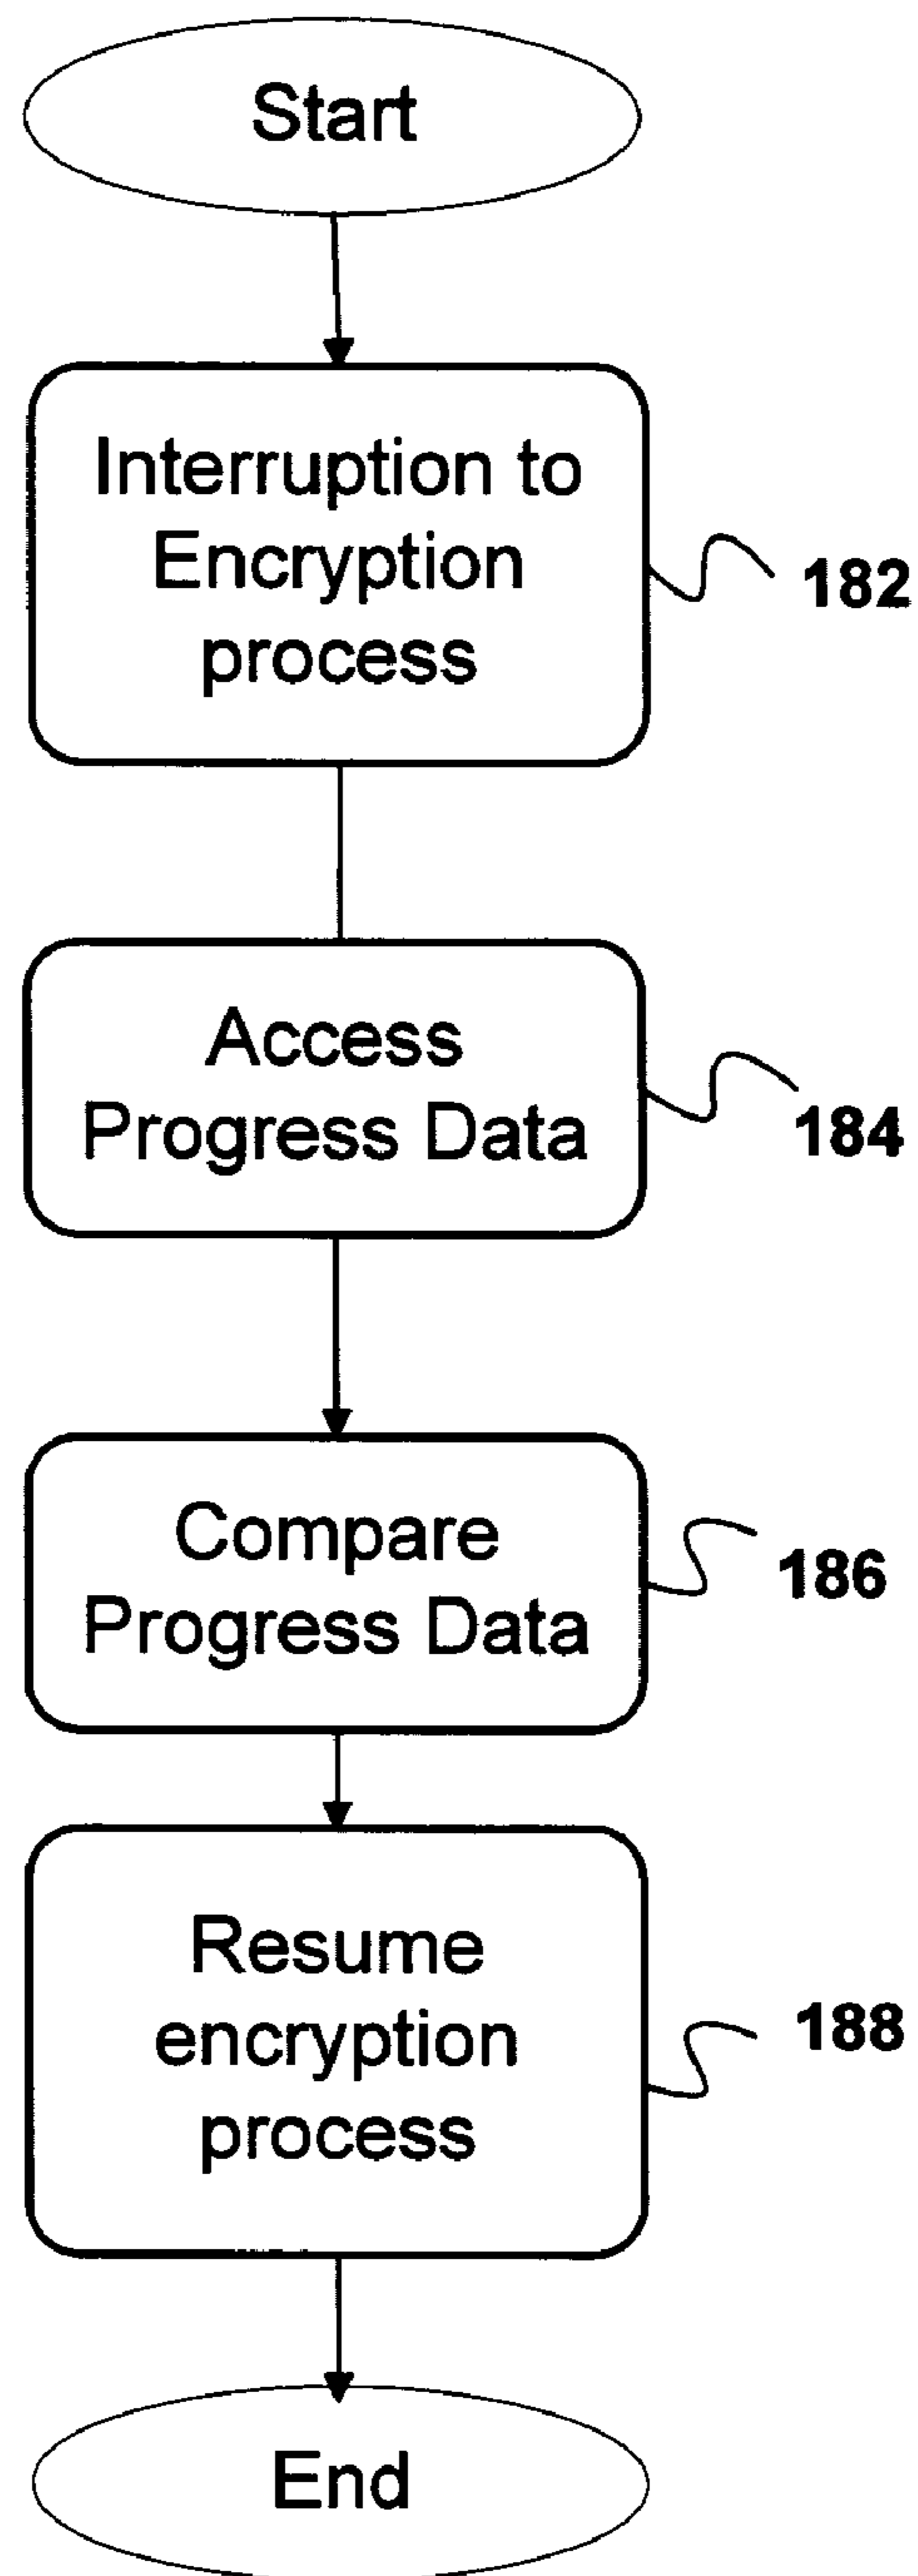 Start
Interruption to
Encryption
process
182
Access
Progress Data
184
Compare
Progress Data
186
Resume
encryption
process
188
End